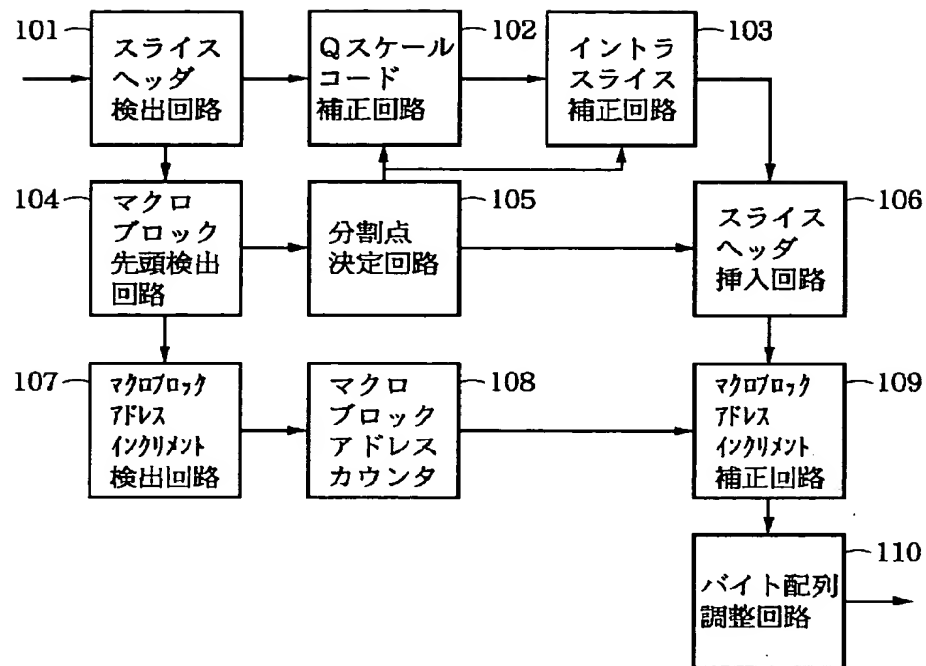 101
スライス
ヘッダ
検出回路
Qスケール
コード
補正回路
102
イントラ
スライス
補正回路
103
104
マクロ
ブロック
先頭検出
回路
分割点
決定回路
105
スライス
ヘッダ
挿入回路
106
107
マクロブロック
アドレス
インクリメント
検出回路
マクロ
ブロック
アドレス
カウンタ
108
マクロブロック
アドレス
インクリメント
補正回路
109
バイト配列
調整回路
110